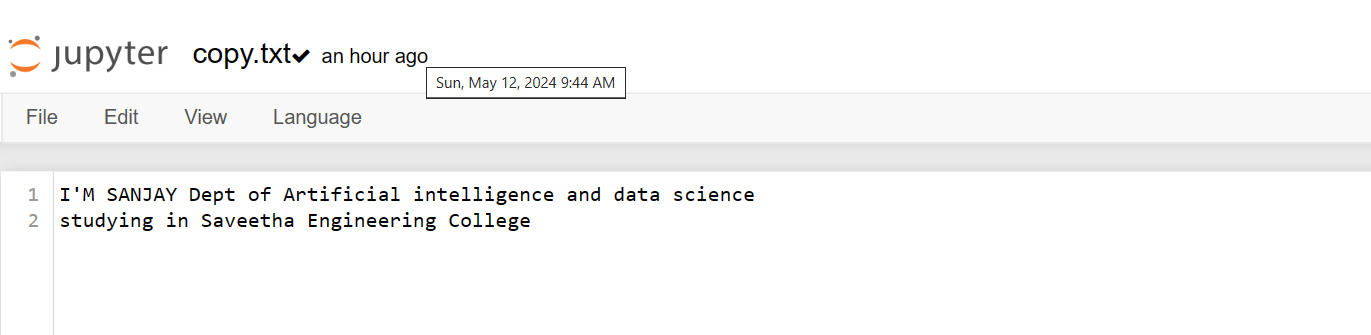 jupyter copy.txt✔ an hour ago
Sun, May 12, 2024 9:44 AM
File Edit View Language
1 I'M SANJAY Dept of Artificial intelligence and data science
2 studying in Saveetha Engineering College